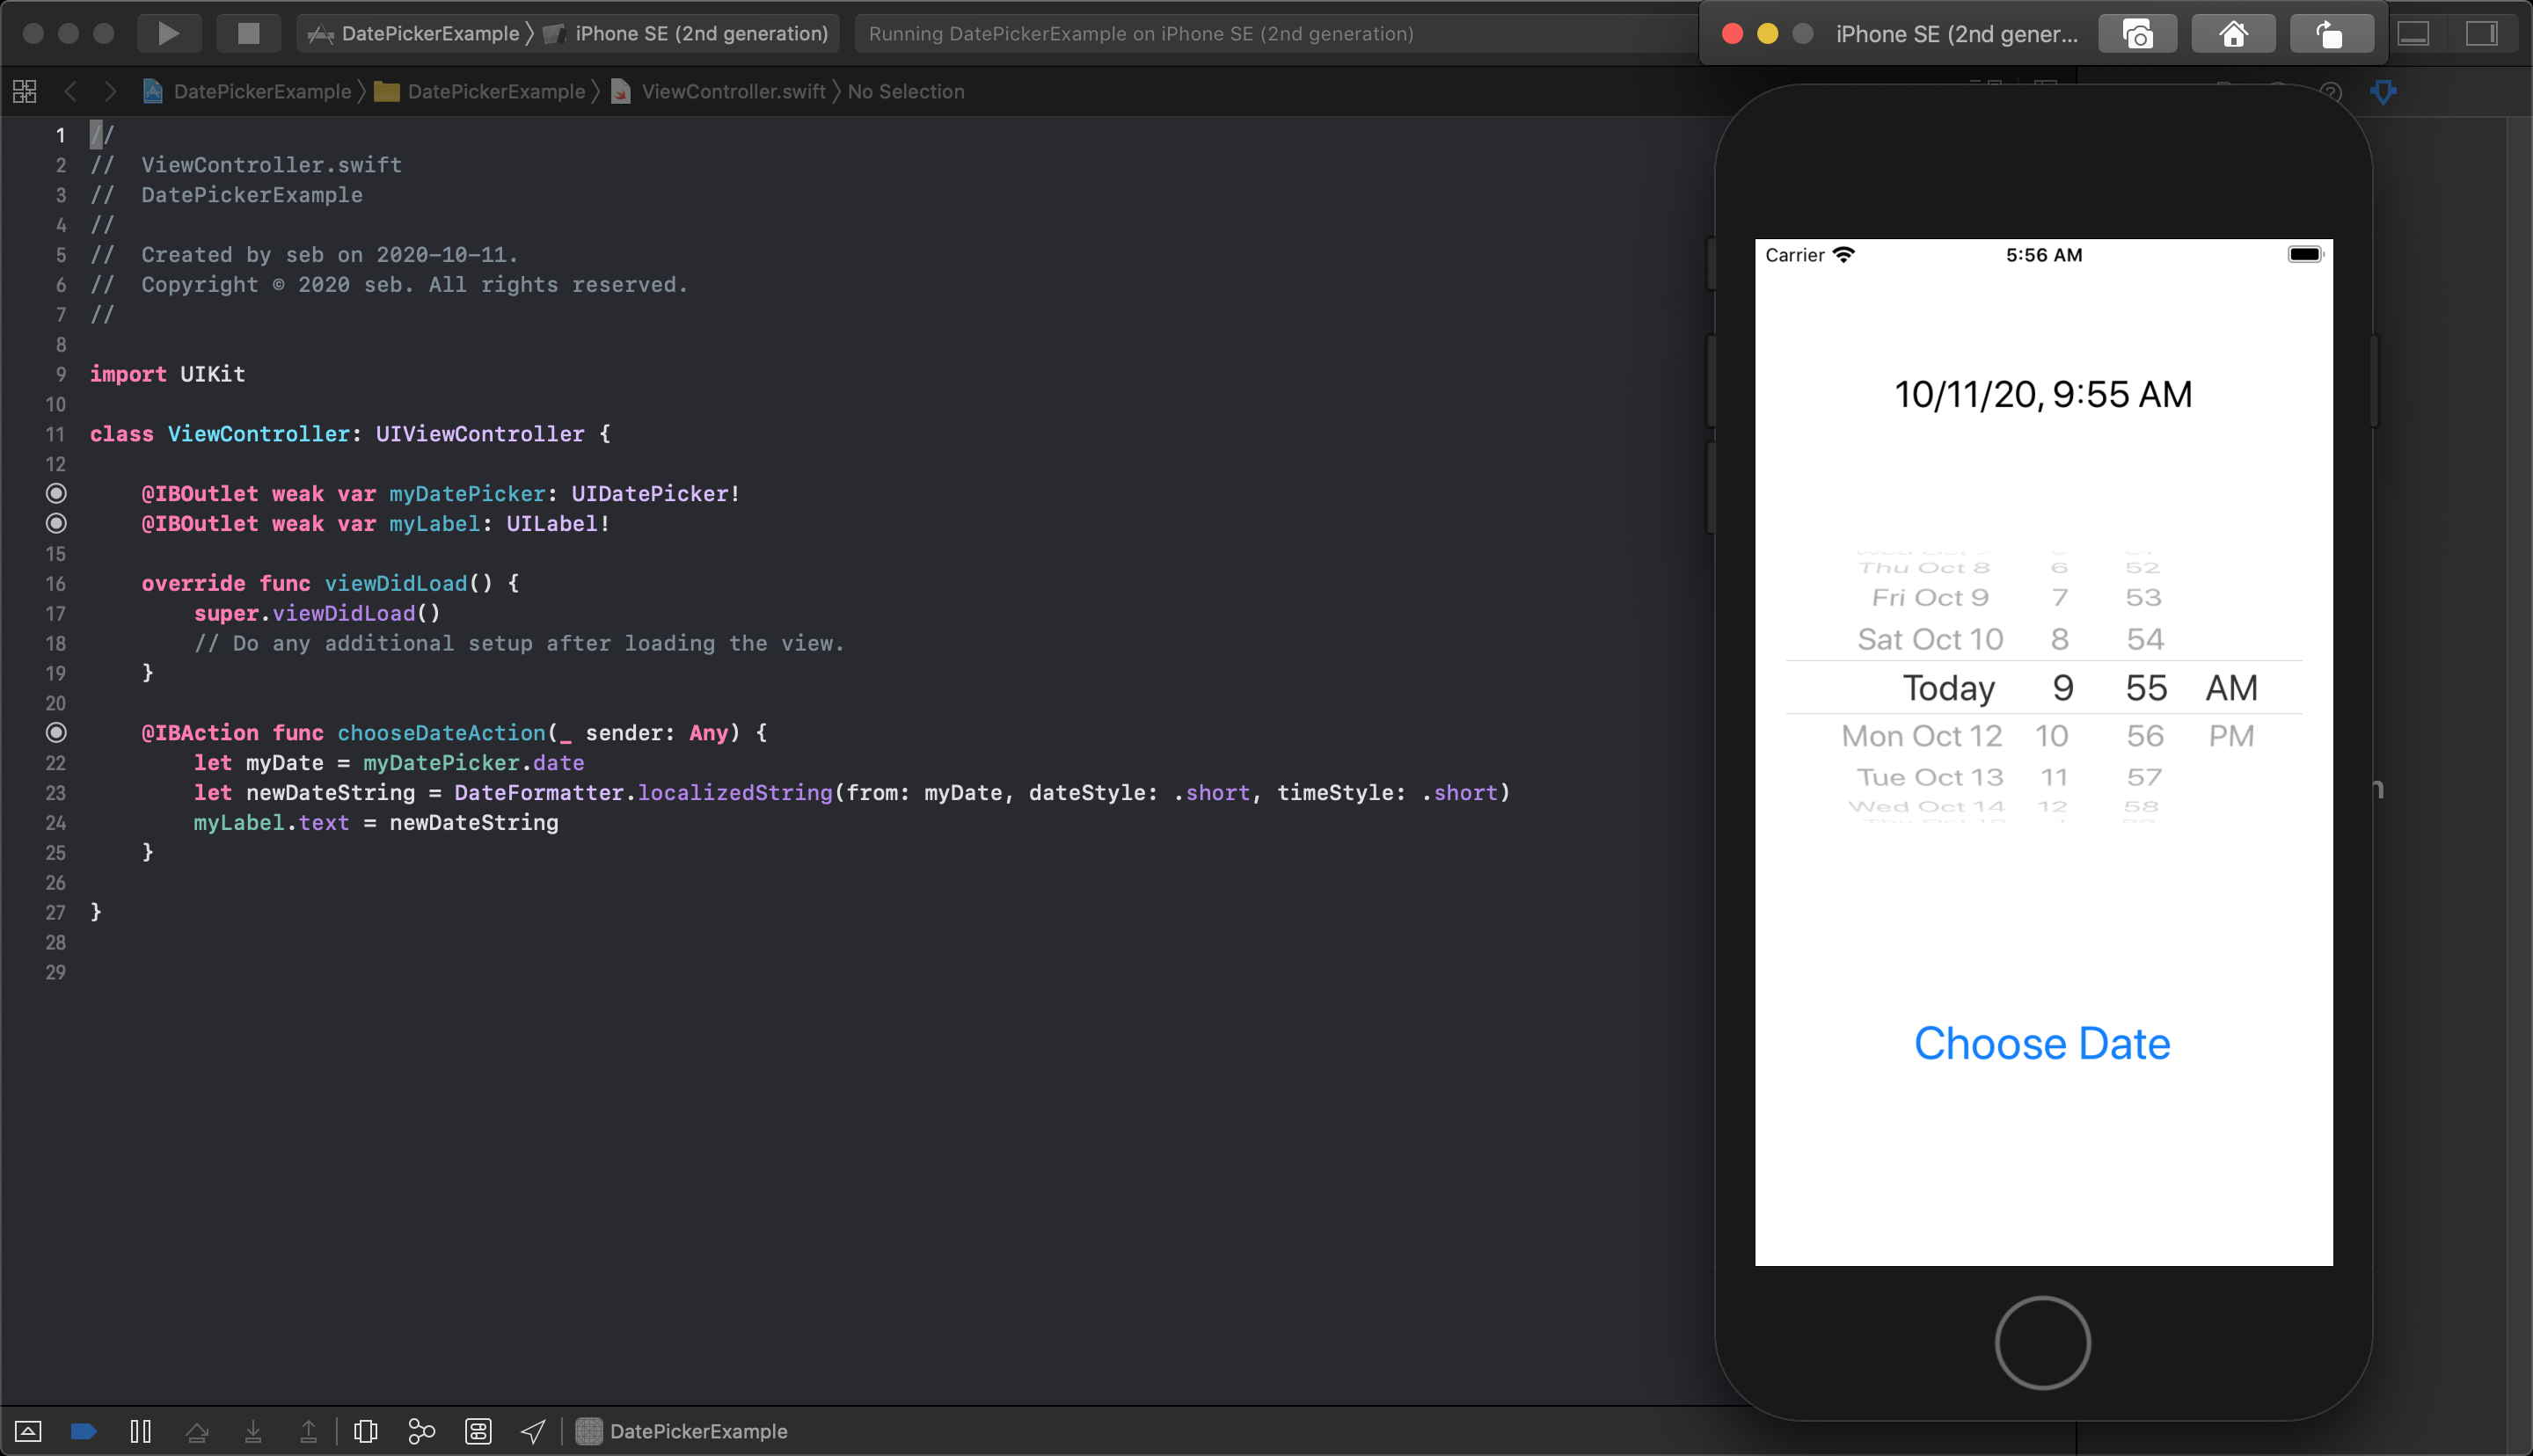 DatePickerExample
iPhone SE (2nd generation)
Running DatePickerExample on iPhone SE (2nd generation)
iPhone SE (2nd gener...
DatePickerExample
DatePickerExample
ViewController.swift
No Selection
1 //
2 //  ViewController.swift
3 //  DatePickerExample
4 //
5 //  Created by seb on 2020-10-11.
6 //  Copyright © 2020 seb. All rights reserved.
7 //
8
9 import UIKit
10
11 class ViewController: UIViewController {
12
@IBOutlet weak var myDatePicker: UIDatePicker!
@IBOutlet weak var myLabel: UILabel!
15
16 override func viewDidLoad() {
17 super.viewDidLoad()
18 // Do any additional setup after loading the view.
19 }
20
@IBAction func chooseDateAction(_ sender: Any) {
22 let myDate = myDatePicker.date
23 let newDateString = DateFormatter.localizedString(from: myDate, dateStyle: .short, timeStyle: .short)
24 myLabel.text = newDateString
25 }
26
27 }
28
29
Carrier 5:56 AM
10/11/20, 9:55 AM
Thu Oct 8 6 52
Fri Oct 9 7 53
Sat Oct 10 8 54
Today 9 55 AM
Mon Oct 12 10 56 PM
Tue Oct 13 11 57
Wed Oct 14 12 58
Choose Date
DatePickerExample